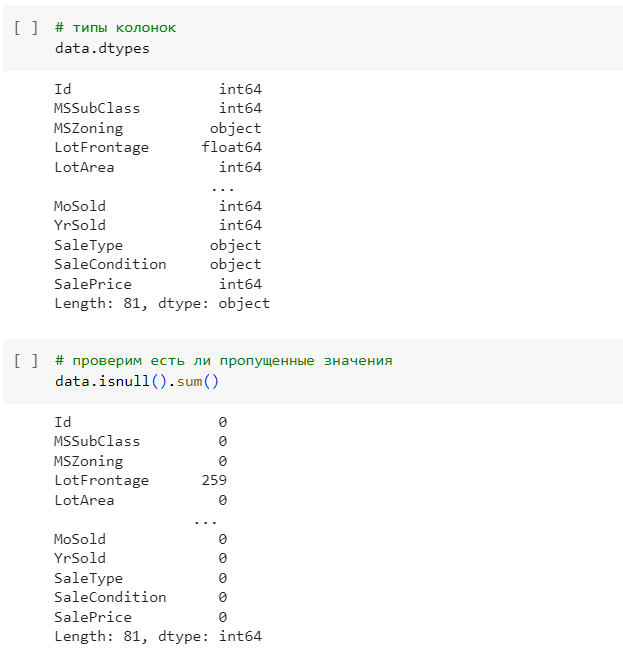 [ ] # типы колонок
data.dtypes
Id int64
MSSubClass int64
MSZoning object
LotFrontage float64
LotArea int64
...
MoSold int64
YrSold int64
SaleType object
SaleCondition object
SalePrice int64
Length: 81, dtype: object
[ ] # проверим есть ли пропущенные значения
data.isnull().sum()
Id 0
MSSubClass 0
MSZoning 0
LotFrontage 259
LotArea 0
...
MoSold 0
YrSold 0
SaleType 0
SaleCondition 0
SalePrice 0
Length: 81, dtype: int64